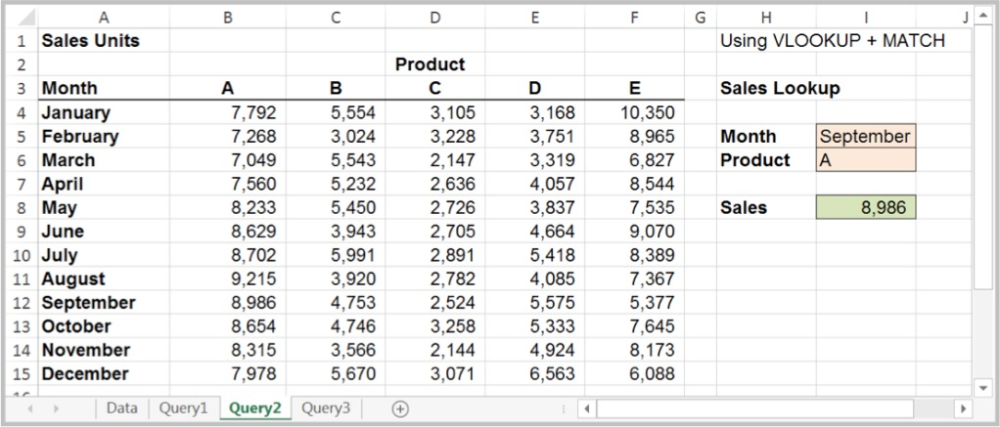 A B C D E F G H I J
1 Sales Units Using VLOOKUP + MATCH
2 Product
3 Month A B C D E Sales Lookup
4 January 7,792 5,554 3,105 3,168 10,350
5 February 7,268 3,024 3,228 3,751 8,965 Month September
6 March 7,049 5,543 2,147 3,319 6,827 Product A
7 April 7,560 5,232 2,636 4,057 8,544
8 May 8,233 5,450 2,726 3,837 7,535 Sales 8,986
9 June 8,629 3,943 2,705 4,664 9,070
10 July 8,702 5,991 2,891 5,418 8,389
11 August 9,215 3,920 2,782 4,085 7,367
12 September 8,986 4,753 2,524 5,575 5,377
13 October 8,654 4,746 3,258 5,333 7,645
14 November 8,315 3,566 2,144 4,924 8,173
15 December 7,978 5,670 3,071 6,563 6,088
Data Query1 Query2 Query3